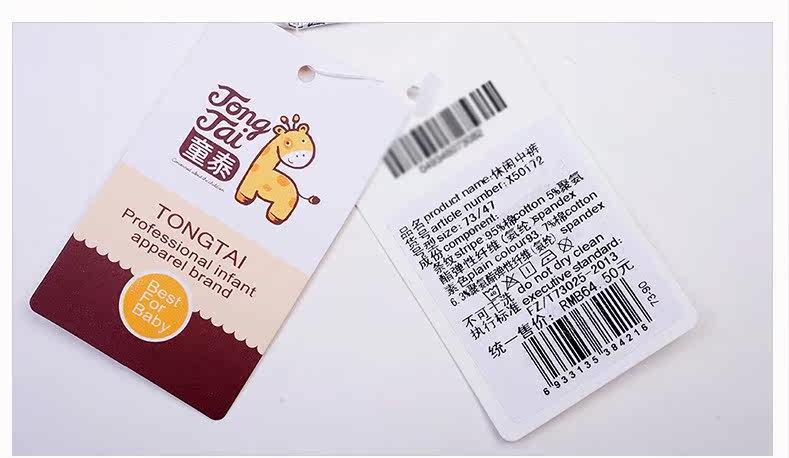 Tong
Tai
童泰
TONGTAI
Professional infant
apparel brand
Best
For
Baby
品名product name:休闲中裤
货号article number:X50172
号型size: 73/47
成份component:
条纹stripe 95%棉cotton 5%聚氨
酯弹性纤维(氨纶)spandex
素色plain colour93.7%棉cotton
6.3%聚氨酯弹性纤维(氨纶) spandex
不可干洗 do not dry clean
执行标准 executive standard:
FZ/T73025-2013
统一售价: RMB64.50元
6933135384216
73-90